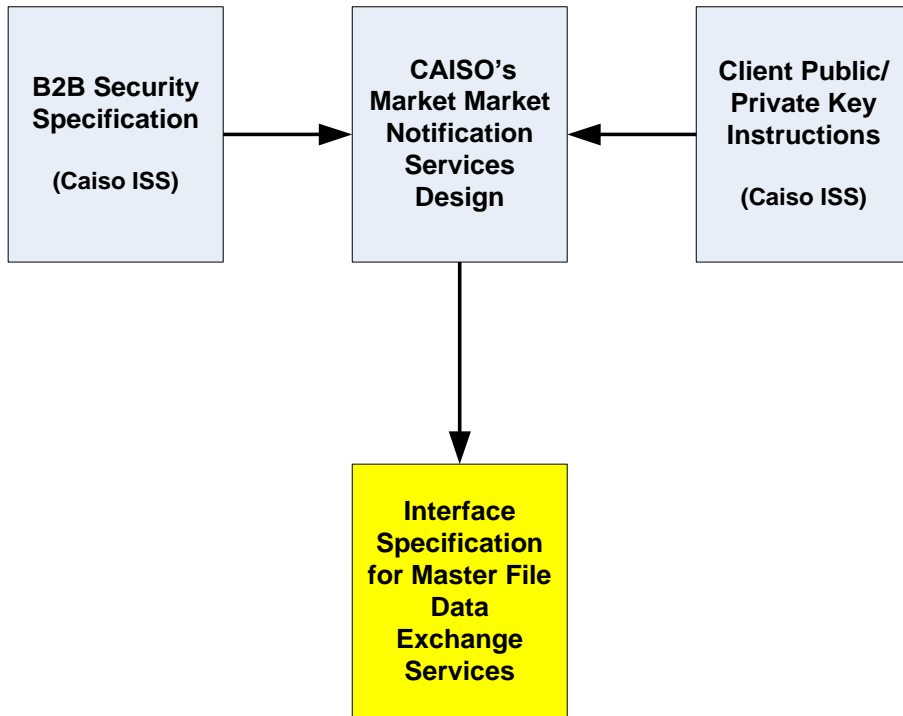 B2B Security
Specification
(Caiso ISS)
CAISO's
Market Market
Notification
Services
Design
Client Public/
Private Key
Instructions
(Caiso ISS)
Interface
Specification
for Master File
Data
Exchange
Services